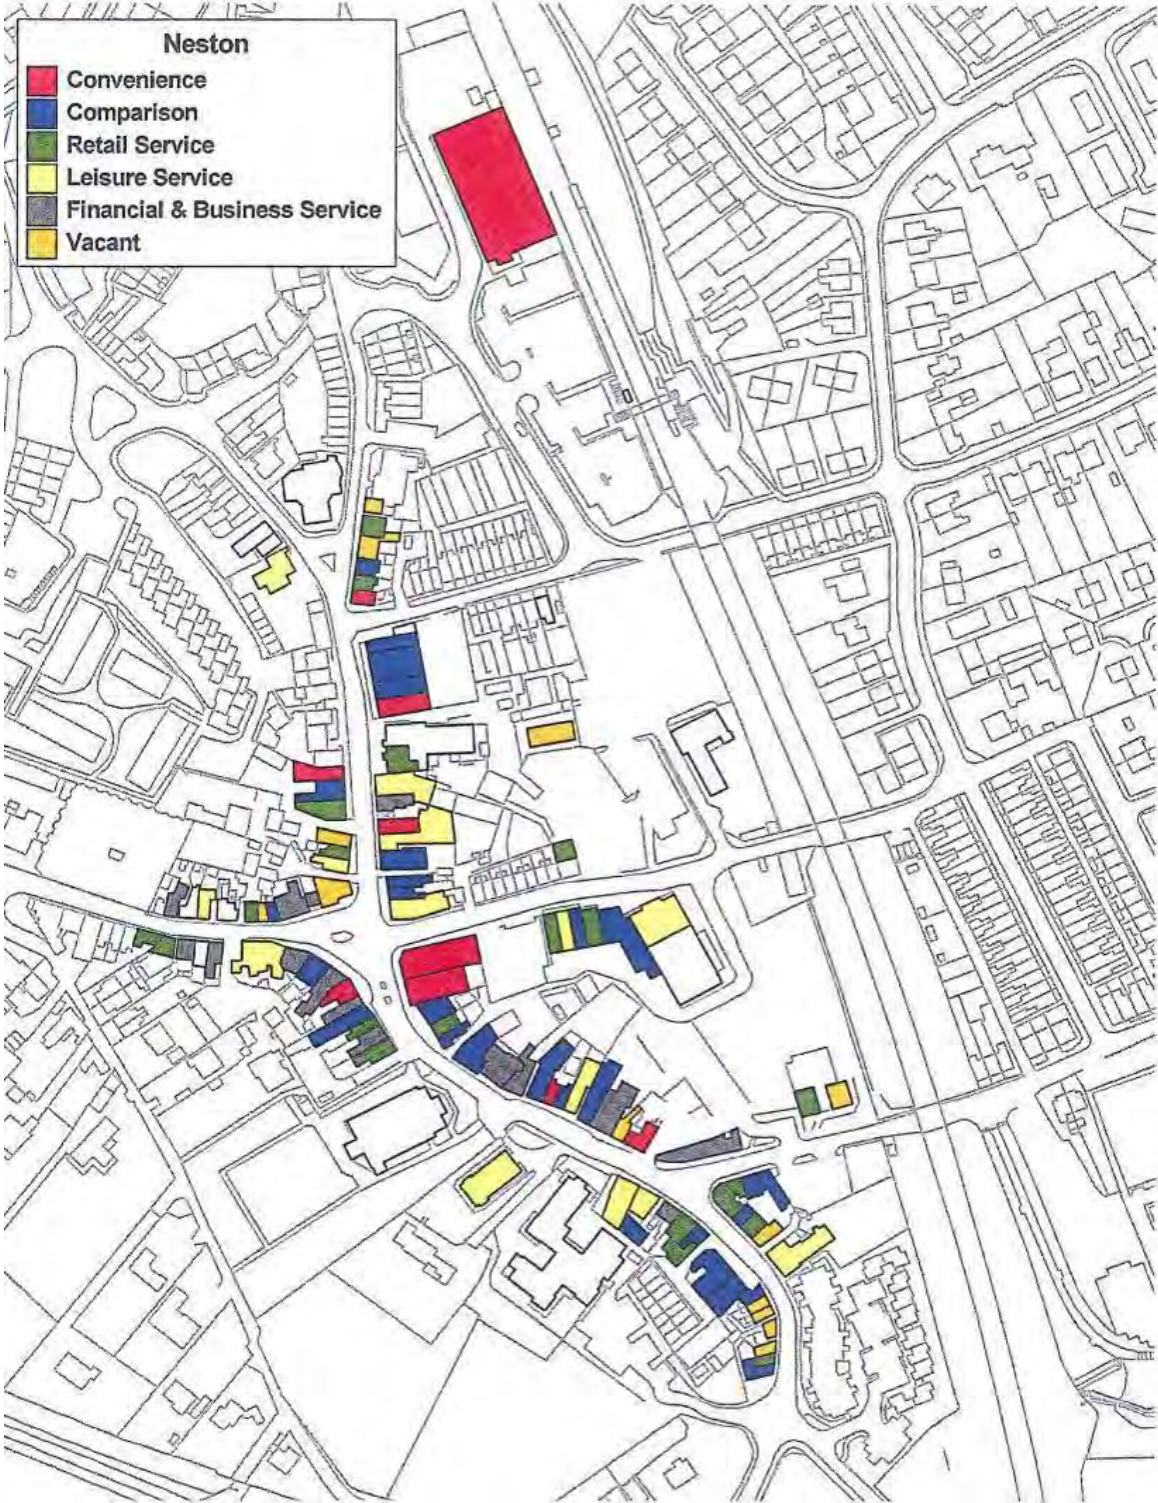 Neston
Convenience
Comparison
Retail Service
Leisure Service
Financial & Business Service
Vacant